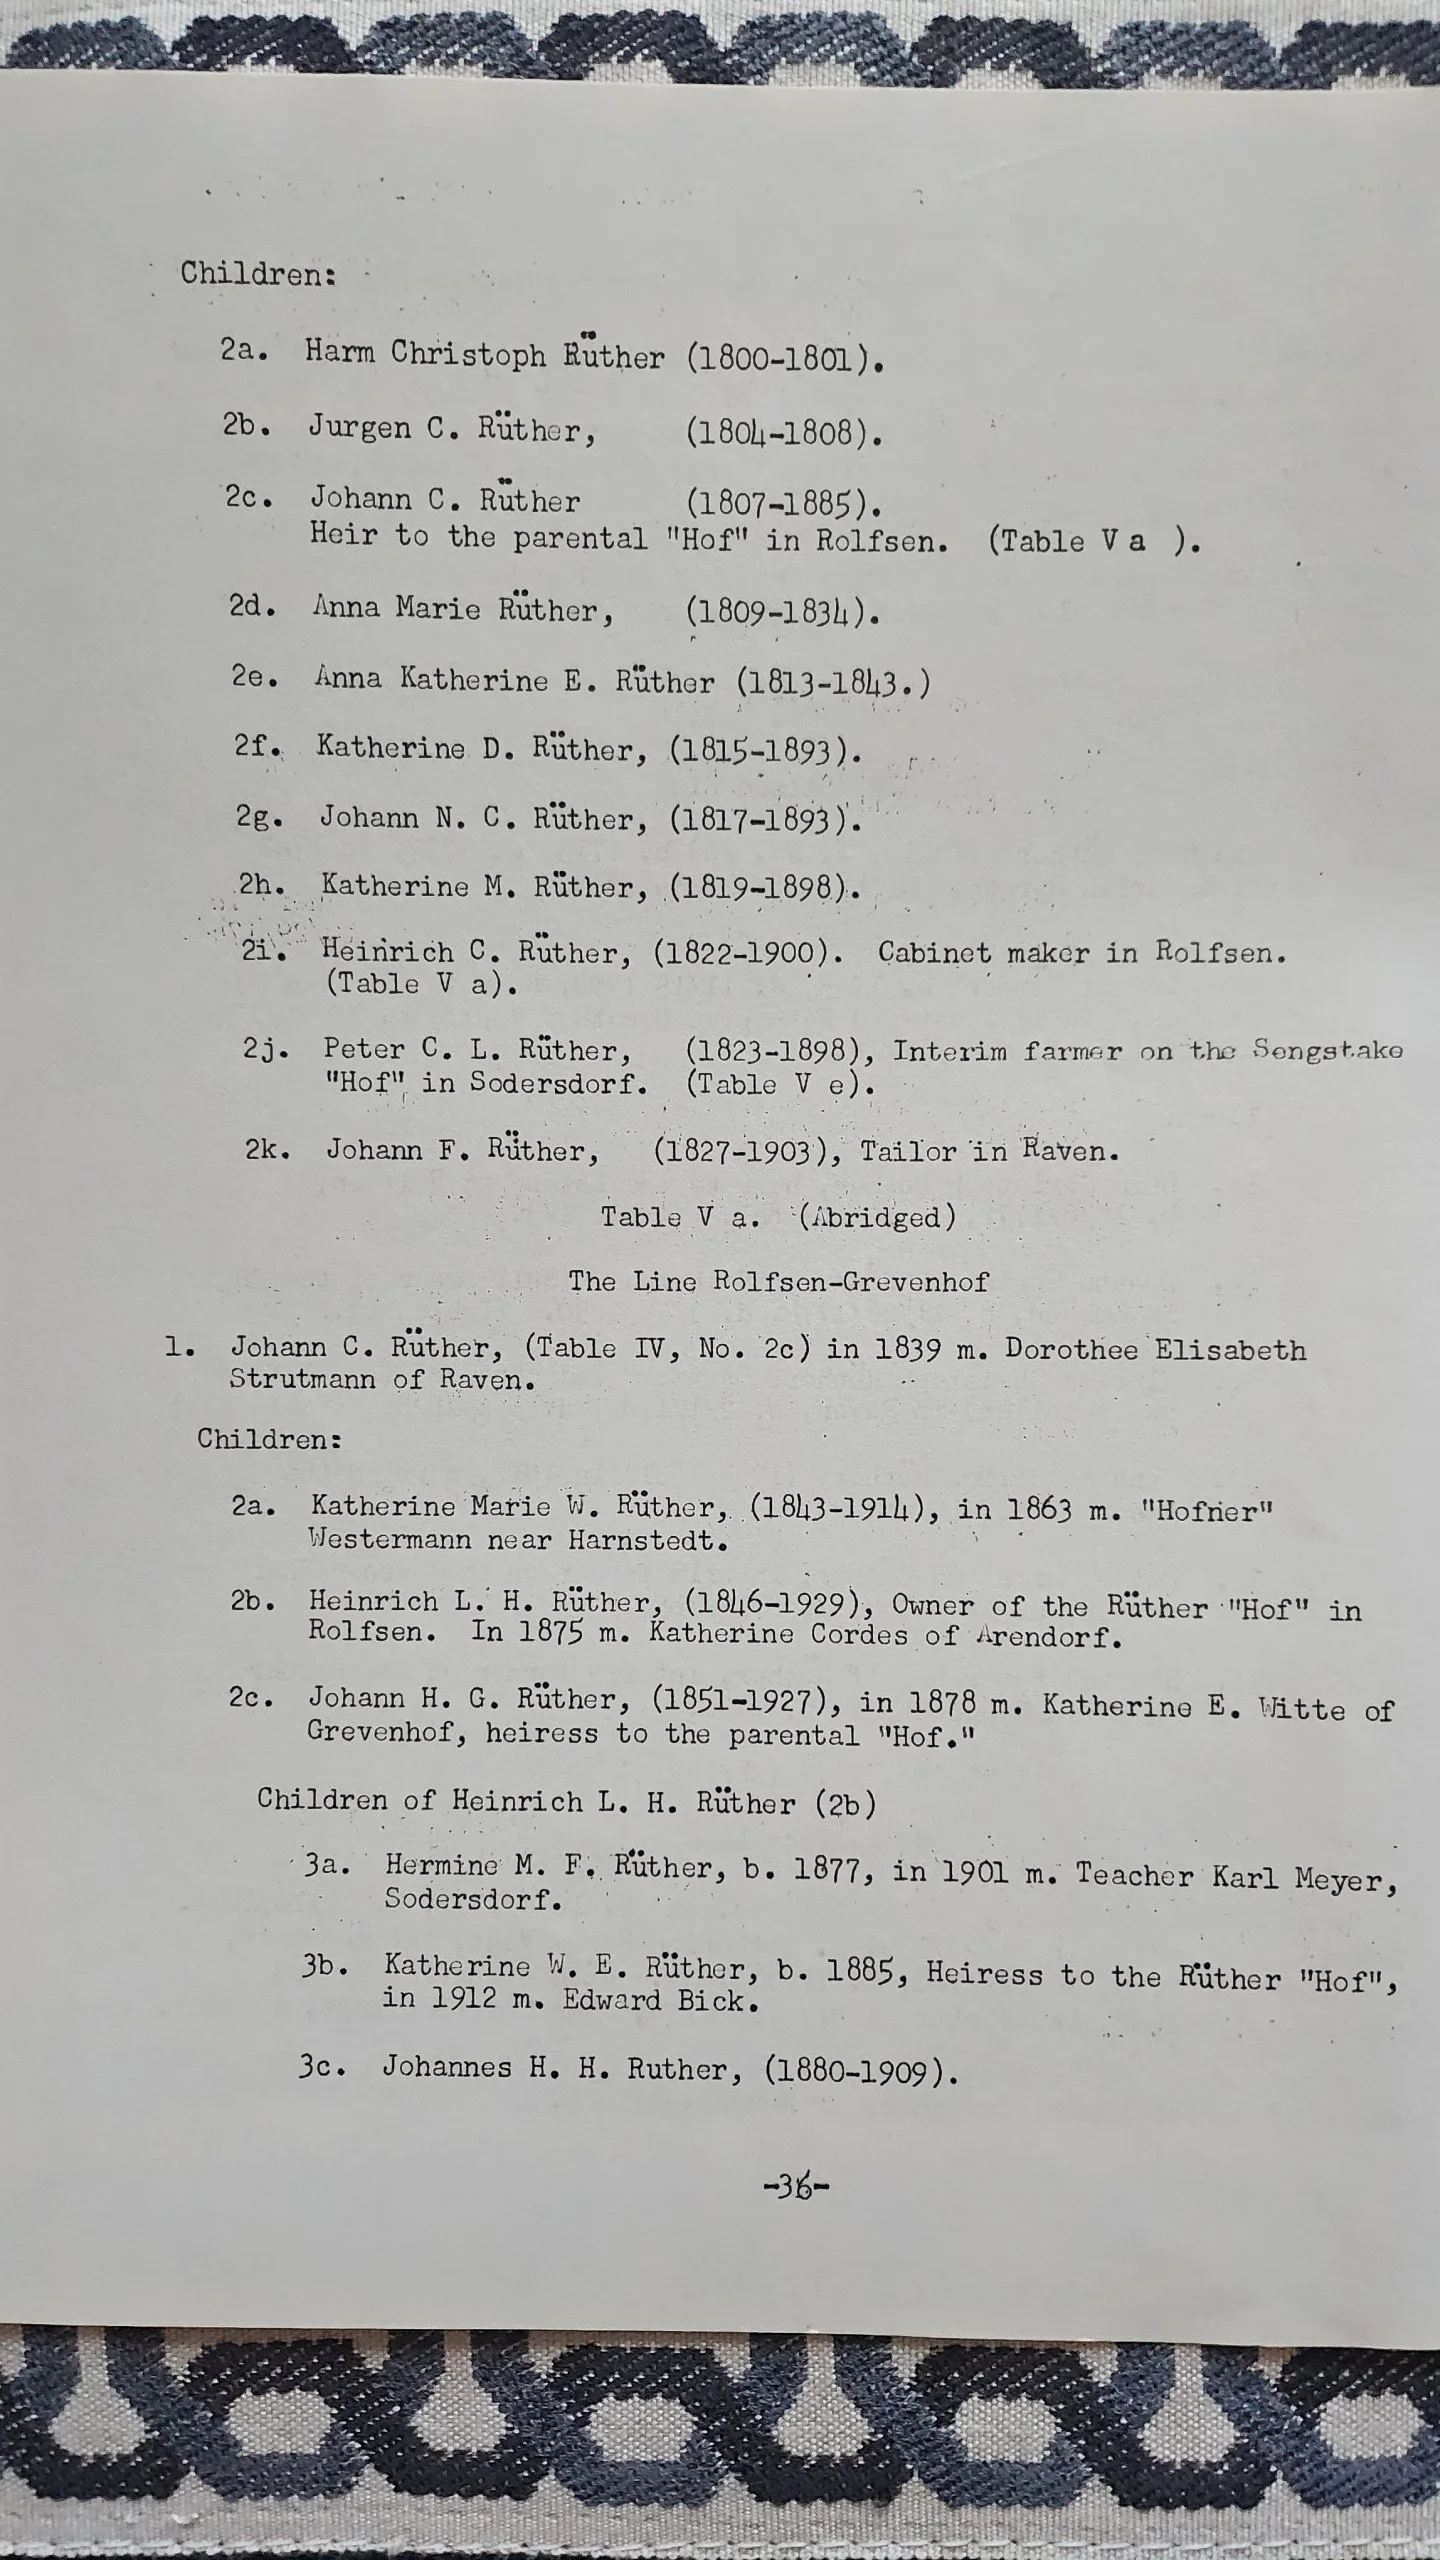 Children:
2a. Harm Christoph Rüther (1800-1801).
2b. Jurgen C. Rüther, (1804-1808).
2c. Johann C. Rüther (1807-1885).
Heir to the parental "Hof" in Rolfsen. (Table V a ).
2d. Anna Marie Rüther, (1809-1834).
2e. Anna Katherine E. Rüther (1813-1843.)
2f. Katherine D. Rüther, (1815-1893).
2g. Johann N. C. Rüther, (1817-1893).
2h. Katherine M. Rüther, (1819-1898).
2i. Heinrich C. Rüther, (1822-1900). Cabinet maker in Rolfsen.
(Table V a).
2j. Peter C. L. Rüther, (1823-1898), Interim farmer on the Sengstake
"Hof" in Sodersdorf. (Table V e).
2k. Johann F. Rüther, (1827-1903), Tailor in Raven.
Table V a. (Abridged)
The Line Rolfsen-Grevenhof
1. Johann C. Rüther, (Table IV, No. 2c) in 1839 m. Dorothee Elisabeth
Strutmann of Raven.
Children:
2a. Katherine Marie W. Rüther, (1843-1914), in 1863 m. "Hofner"
Westermann near Harnstedt.
2b. Heinrich L. H. Rüther, (1846-1929), Owner of the Rüther "Hof" in
Rolfsen. In 1875 m. Katherine Cordes of Arendorf.
2c. Johann H. G. Rüther, (1851-1927), in 1878 m. Katherine E. Witte of
Grevenhof, heiress to the parental "Hof."
Children of Heinrich L. H. Rüther (2b)
3a. Hermine M. F. Rüther, b. 1877, in 1901 m. Teacher Karl Meyer,
Sodersdorf.
3b. Katherine W. E. Rüther, b. 1885, Heiress to the Rüther "Hof",
in 1912 m. Edward Bick.
3c. Johannes H. H. Ruther, (1880-1909).
-36-